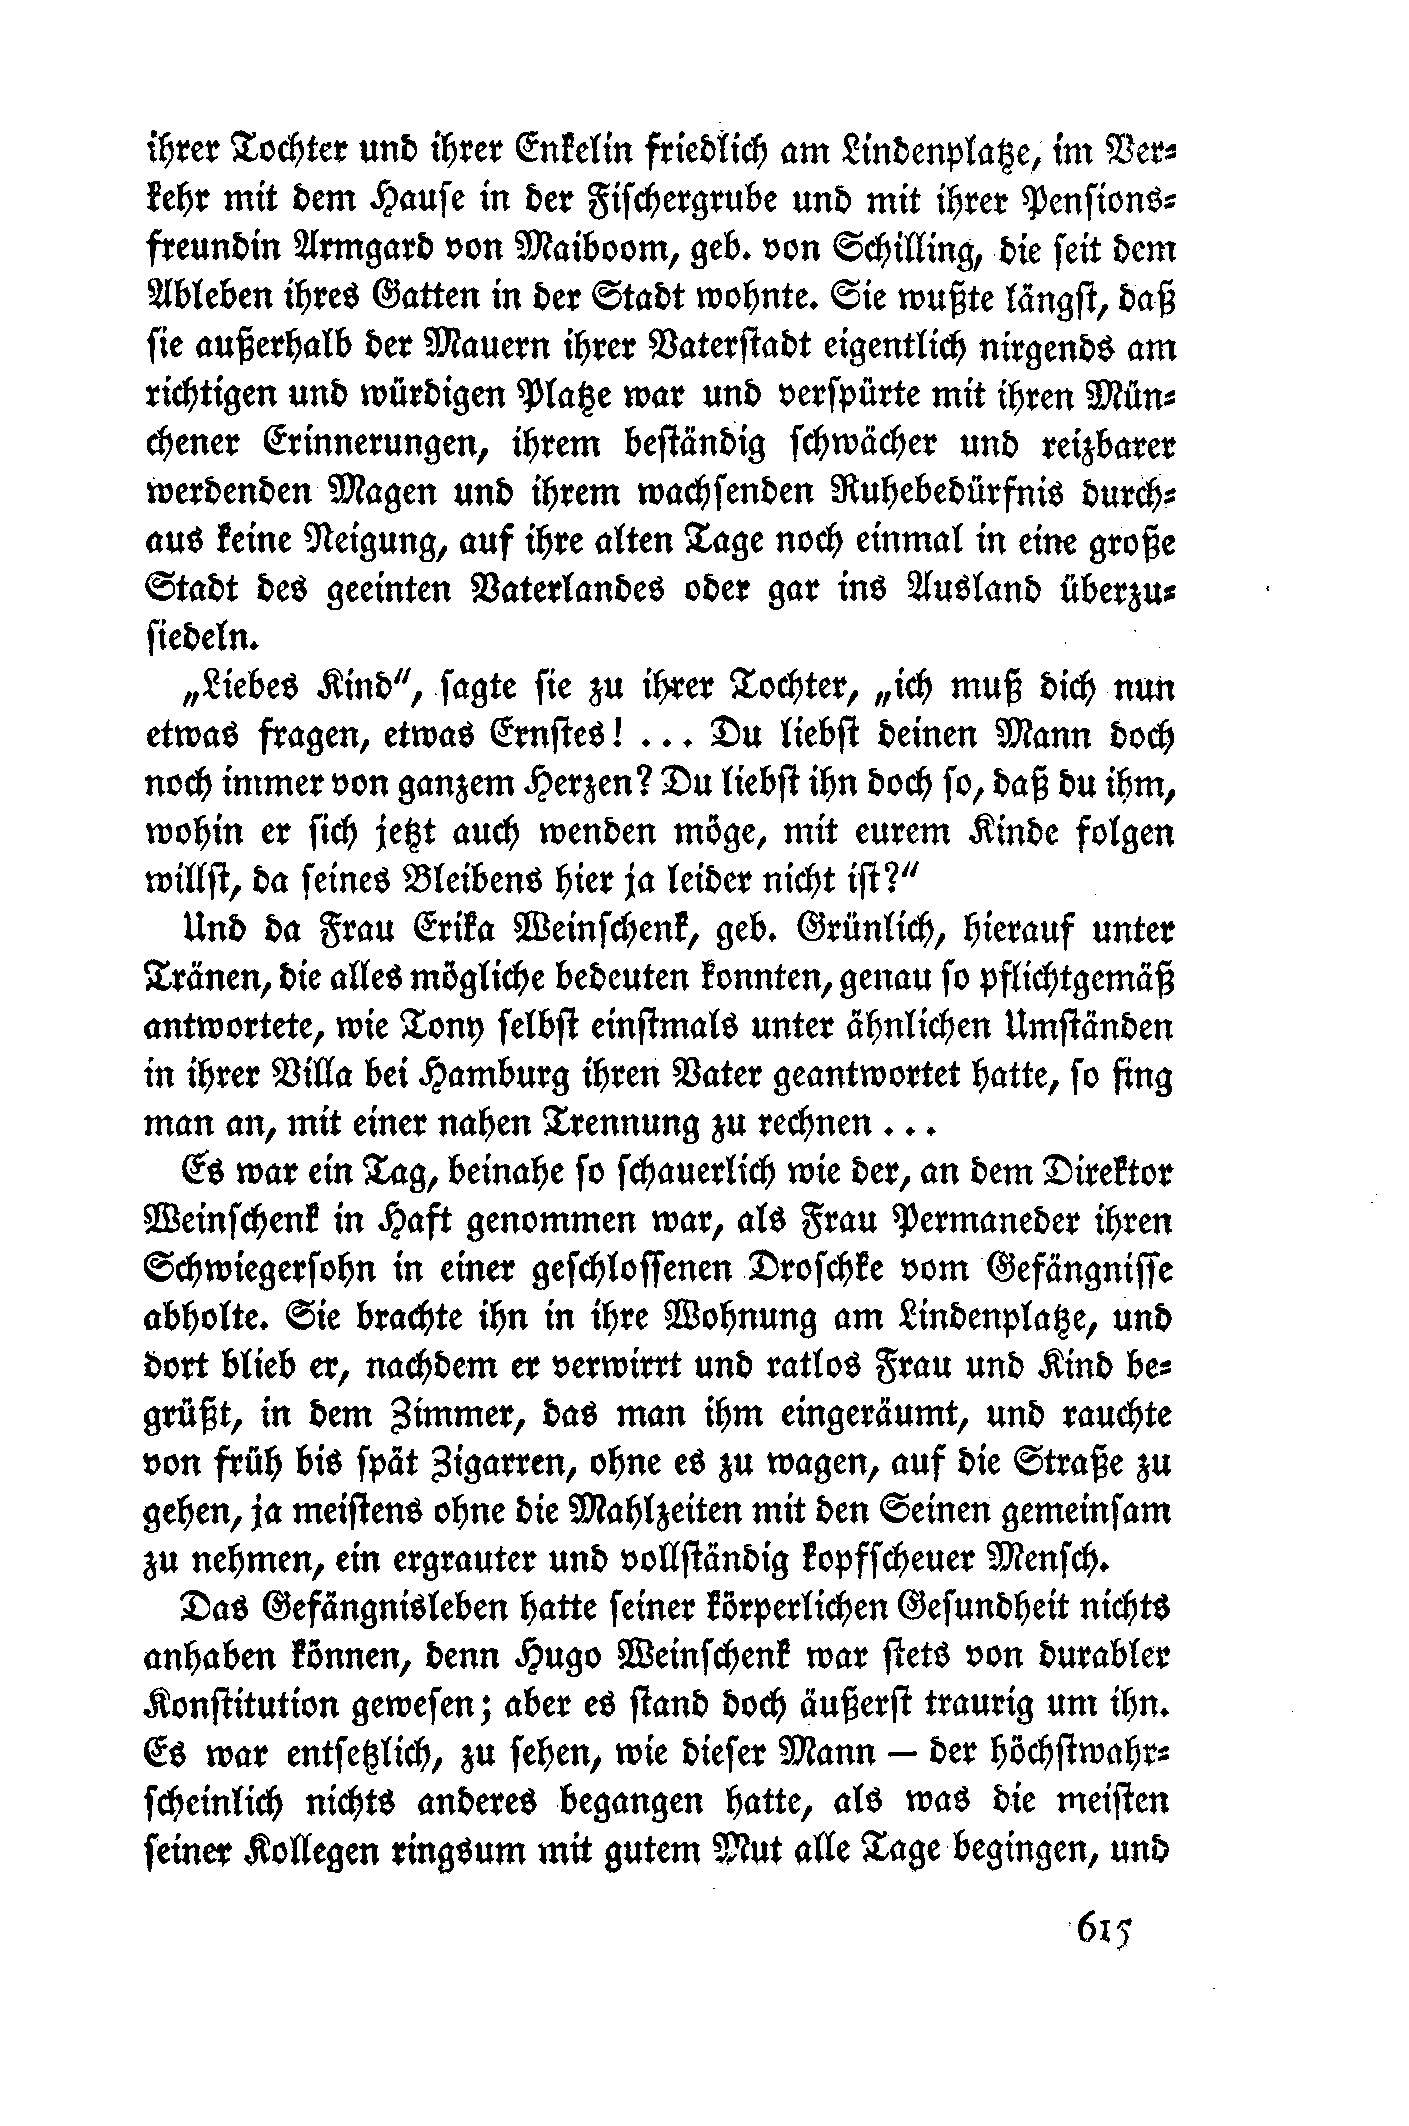 ihrer Tochter und ihrer Enkelin friedlich am Lindenplatze, im Ver-
kehr mit dem Hause in der Fischergrube und mit ihrer Pensions-
freundin Armgard von Maiboom, geb. von Schilling, die seit dem
Ableben ihres Gatten in der Stadt wohnte. Sie wußte längst, daß
sie außerhalb der Mauern ihrer Vaterstadt eigentlich nirgends am
richtigen und würdigen Platze war und verspürte mit ihren Mün-
chener Erinnerungen, ihrem beständig schwächer und reizbarer
werdenden Magen und ihrem wachsenden Ruhebedürfnis durch-
aus keine Neigung, auf ihre alten Tage noch einmal in eine große
Stadt des geeinten Vaterlandes oder gar ins Ausland überzu-
siedeln.
„Liebes Kind“, sagte sie zu ihrer Tochter, „ich muß dich nun
etwas fragen, etwas Ernstes! ... Du liebst deinen Mann doch
noch immer von ganzem Herzen? Du liebst ihn doch so, daß du ihm,
wohin er sich jetzt auch wenden möge, mit eurem Kinde folgen
willst, da seines Bleibens hier ja leider nicht ist?“
Und da Frau Erika Weinschenk, geb. Grünlich, hierauf unter
Tränen, die alles mögliche bedeuten konnten, genau so pflichtgemäß
antwortete, wie Tony selbst einstmals unter ähnlichen Umständen
in ihrer Villa bei Hamburg ihren Vater geantwortet hatte, so fing
man an, mit einer nahen Trennung zu rechnen ...
Es war ein Tag, beinahe so schauerlich wie der, an dem Direktor
Weinschenk in Haft genommen war, als Frau Permaneder ihren
Schwiegersohn in einer geschlossenen Droschke vom Gefängnisse
abholte. Sie brachte ihn in ihre Wohnung am Lindenplatze, und
dort blieb er, nachdem er verwirrt und ratlos Frau und Kind be-
grüßt, in dem Zimmer, das man ihm eingeräumt, und rauchte
von früh bis spät Zigarren, ohne es zu wagen, auf die Straße zu
gehen, ja meistens ohne die Mahlzeiten mit den Seinen gemeinsam
zu nehmen, ein ergrauter und vollständig kopfscheuer Mensch.
Das Gefängnisleben hatte seiner körperlichen Gesundheit nichts
anhaben können, denn Hugo Weinschenk war stets von durabler
Konstitution gewesen; aber es stand doch äußerst traurig um ihn.
Es war entsetzlich, zu sehen, wie dieser Mann — der höchstwahr-
scheinlich nichts anderes begangen hatte, als was die meisten
seiner Kollegen ringsum mit gutem Mut alle Tage begingen, und
615